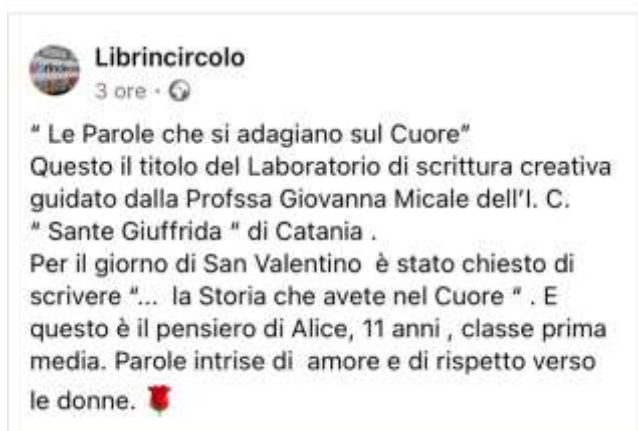 Librincircolo
3 ore ·
“ Le Parole che si adagiano sul Cuore”
Questo il titolo del Laboratorio di scrittura creativa
guidato dalla Profssa Giovanna Micale dell’I. C.
“ Sante Giuffrida “ di Catania .
Per il giorno di San Valentino è stato chiesto di
scrivere “... la Storia che avete nel Cuore “ . E
questo è il pensiero di Alice, 11 anni , classe prima
media. Parole intrise di amore e di rispetto verso
le donne. 🌹